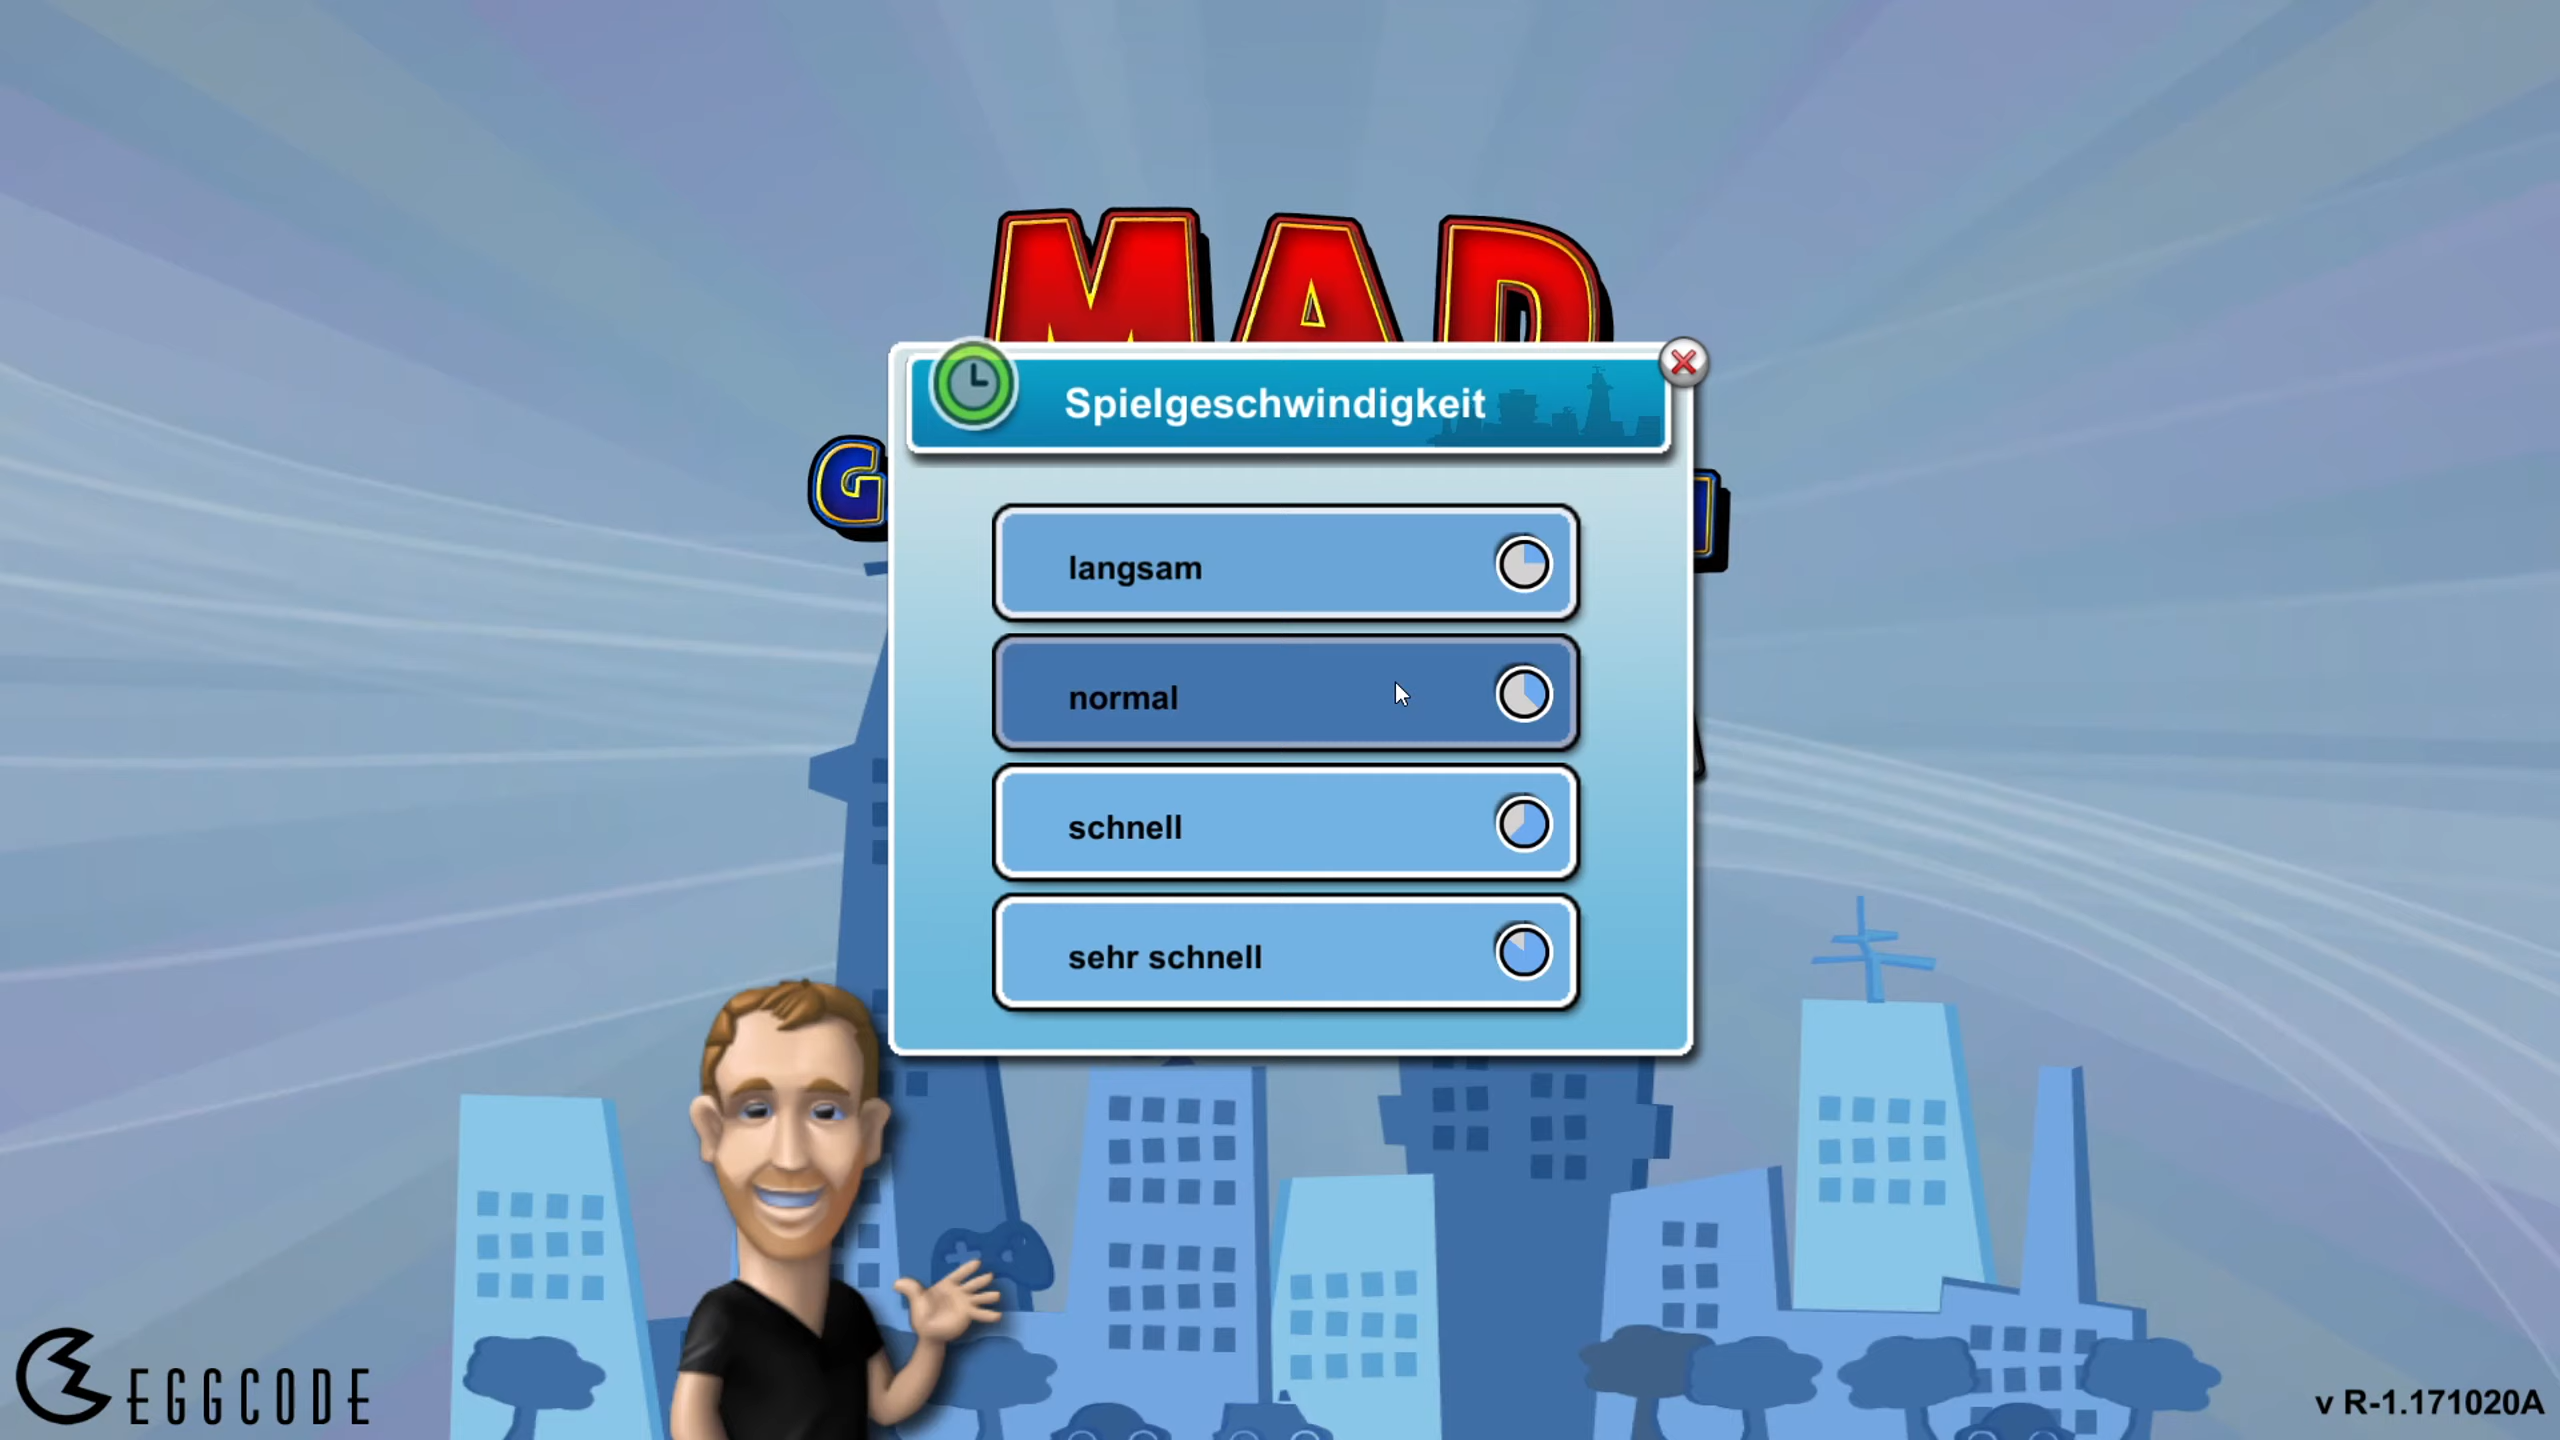 MAD
Spielgeschwindigkeit
G
langsam
normal
schnell
sehr schnell
EGGCODE
v R-1.171020A